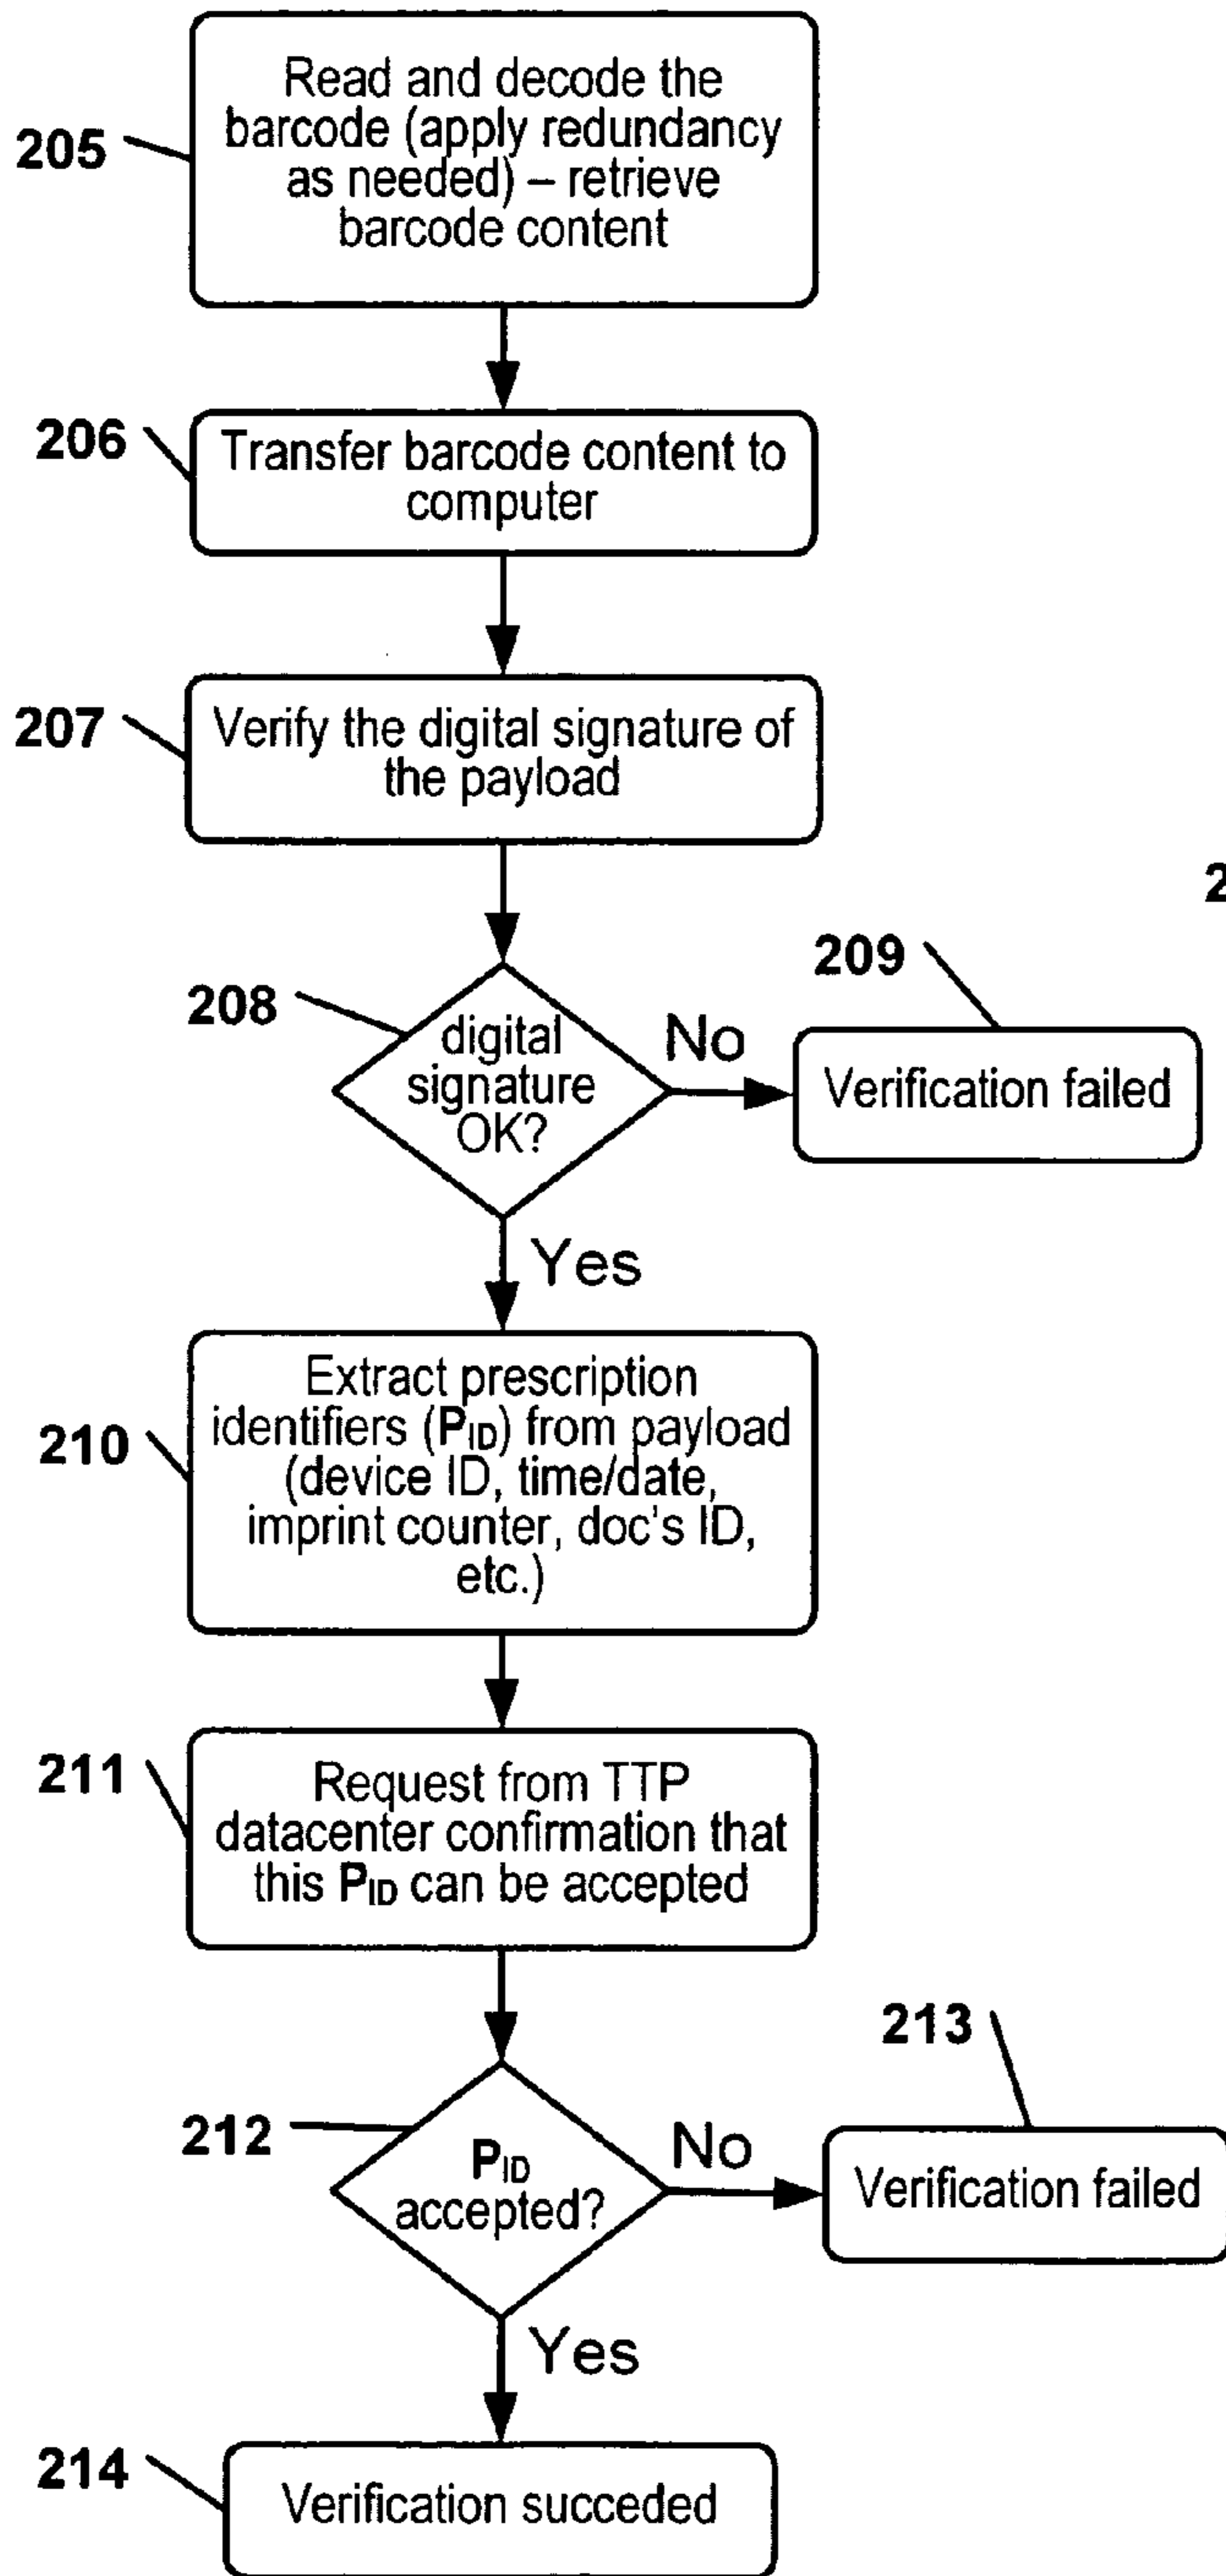 205
Read and decode the
barcode (apply redundancy
as needed) – retrieve
barcode content
206
Transfer barcode content to
computer
207
Verify the digital signature of
the payload
2
208
digital
signature
OK?
No
209
Verification failed
Yes
210
Extract prescription
identifiers (PID) from payload
(device ID, time/date,
imprint counter, doc's ID,
etc.)
211
Request from TTP
datacenter confirmation that
this PID can be accepted
212
PID
accepted?
No
213
Verification failed
Yes
214
Verification succeded